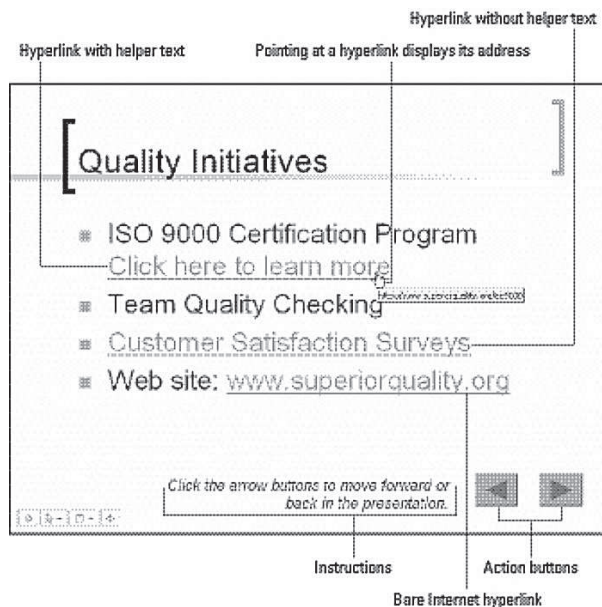 Hyperlink without helper text
Hyperlink with helper text
Pointing at a hyperlink displays its address
Quality Initiatives
ISO 9000 Certification Program
Click here to learn more
Team Quality Checking
Customer Satisfaction Surveys
Web site: www.superiorquality.org
Click the arrow buttons to move forward or
back in the presentation.
Instructions
Action buttons
Bare Internet hyperlink